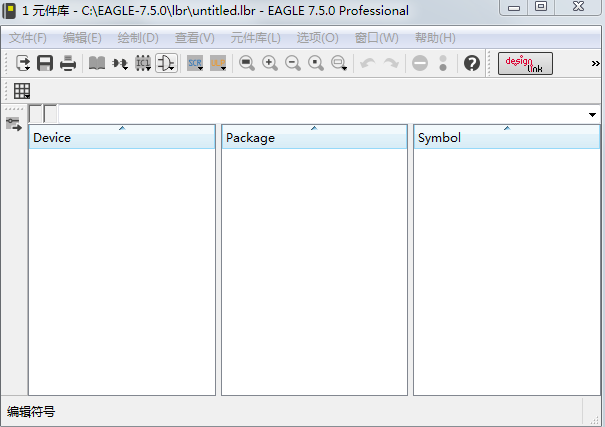 1 元件库 - C:\EAGLE-7.5.0\lbr\untitled.lbr - EAGLE 7.5.0 Professional
文件(F) 编辑(E) 绘制(D) 查看(V) 元件库(L) 选项(O) 窗口(W) 帮助(H)
SCR ULP design link
Device Package Symbol
编辑符号